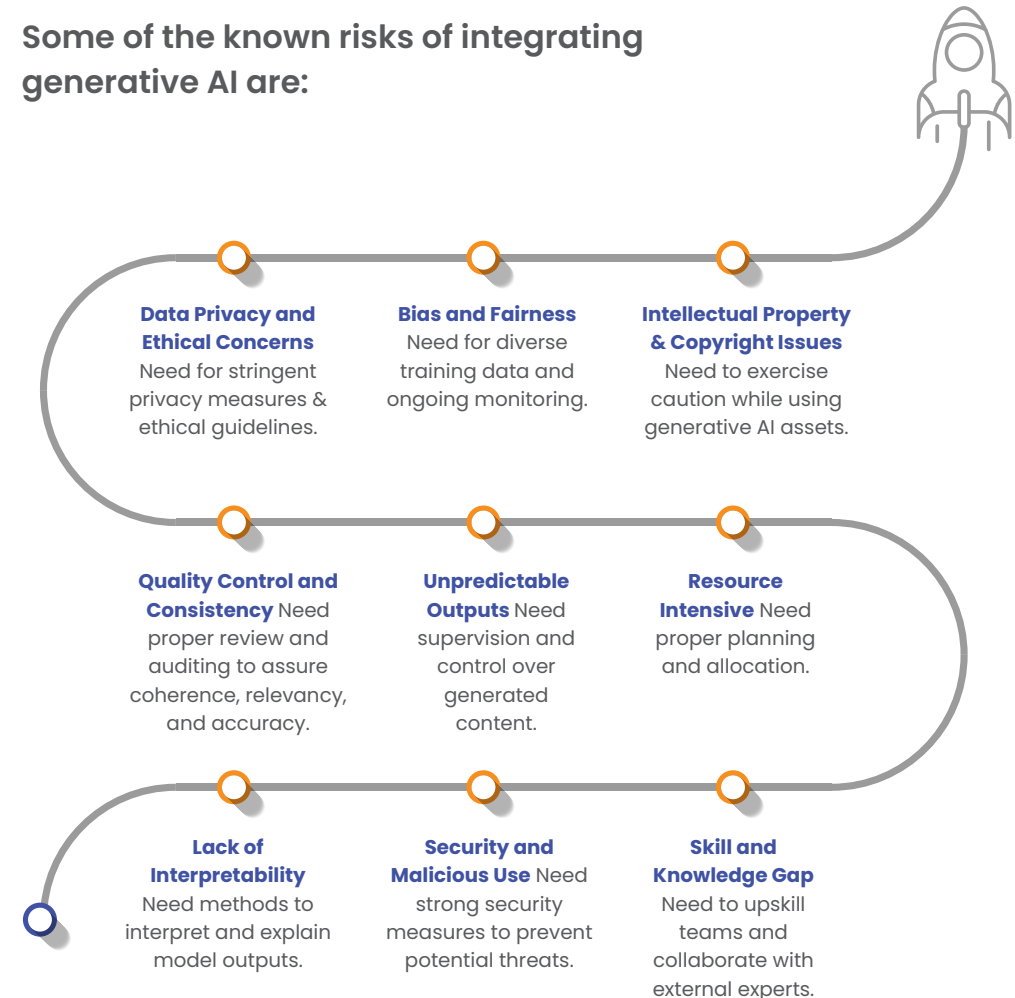 Some of the known risks of integrating
generative AI are:
Data Privacy and
Ethical Concerns
Need for stringent
privacy measures &
ethical guidelines.
Bias and Fairness
Need for diverse
training data and
ongoing monitoring.
Intellectual Property
& Copyright Issues
Need to exercise
caution while using
generative AI assets.
Quality Control and
Consistency Need
proper review and
auditing to assure
coherence, relevancy,
and accuracy.
Unpredictable
Outputs Need
supervision and
control over
generated
content.
Resource
Intensive Need
proper planning
and allocation.
Lack of
Interpretability
Need methods to
interpret and explain
model outputs.
Security and
Malicious Use Need
strong security
measures to prevent
potential threats.
Skill and
Knowledge Gap
Need to upskill
teams and
collaborate with
external experts.